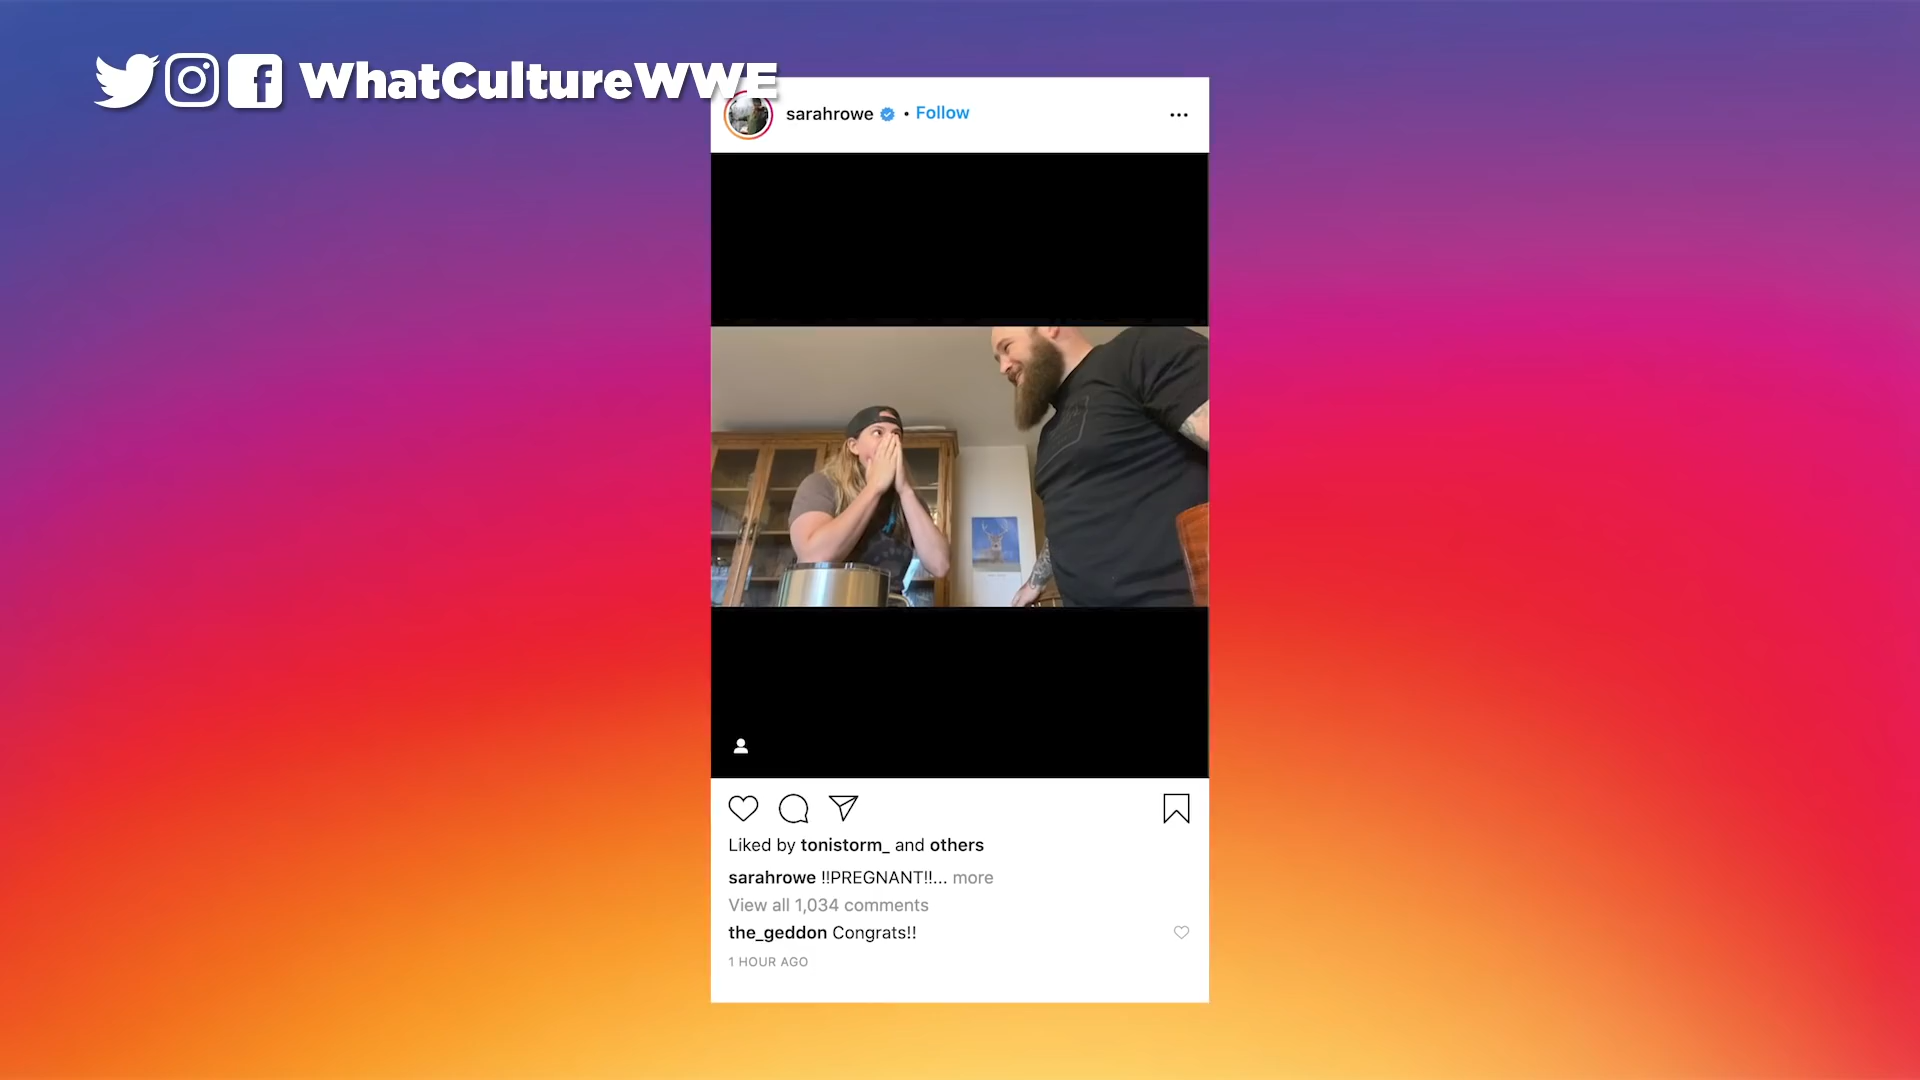 WhatCultureWWE
sarahrowe • Follow
Liked by tonistorm_ and others
sarahrowe !!PREGNANT!!... more
View all 1,034 comments
the_geddon Congrats!!
1 HOUR AGO